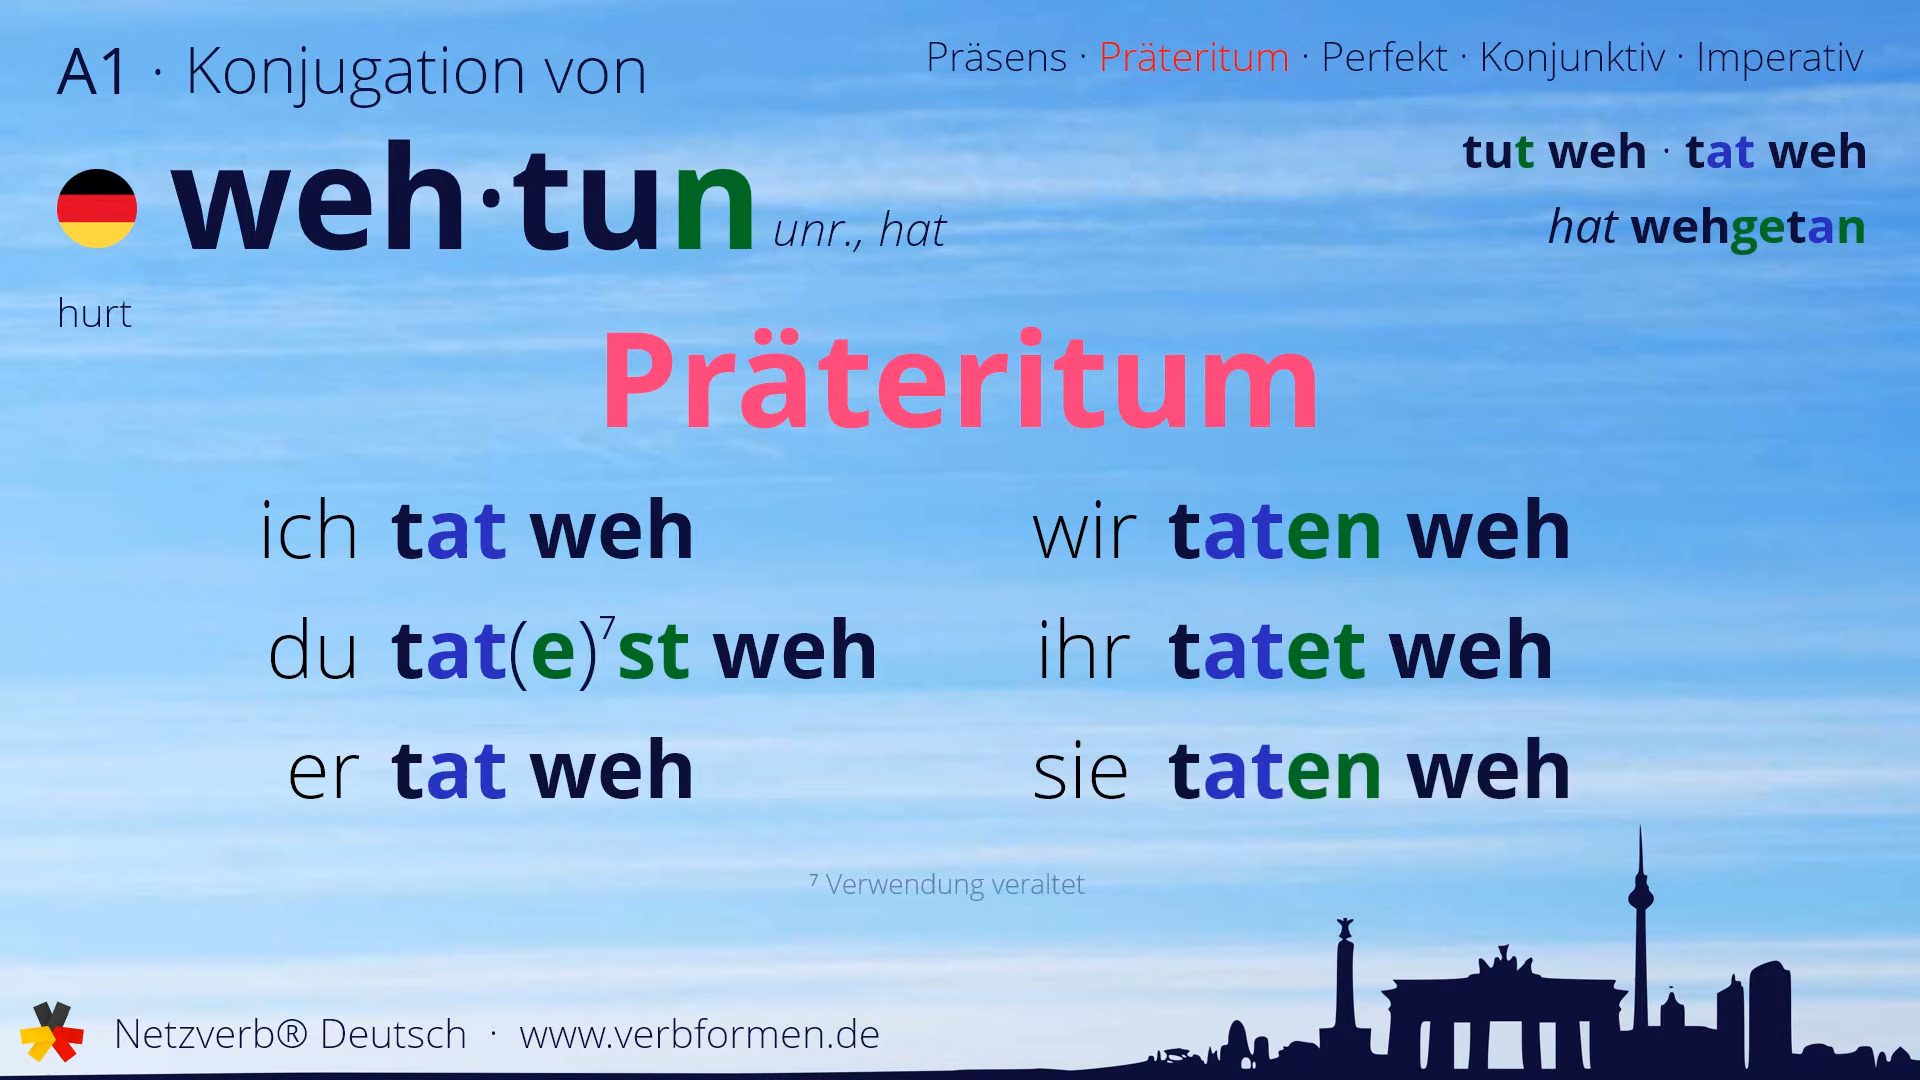 A1 · Konjugation von
Präsens · Präteritum · Perfekt · Konjunktiv · Imperativ
weh·tun unr., hat
tut weh · tat weh
hat wehgetan
hurt
Präteritum
ich tat weh
du tat(e)⁷st weh
er tat weh
wir taten weh
ihr tatet weh
sie taten weh
⁷ Verwendung veraltet
Netzverb® Deutsch · www.verbformen.de